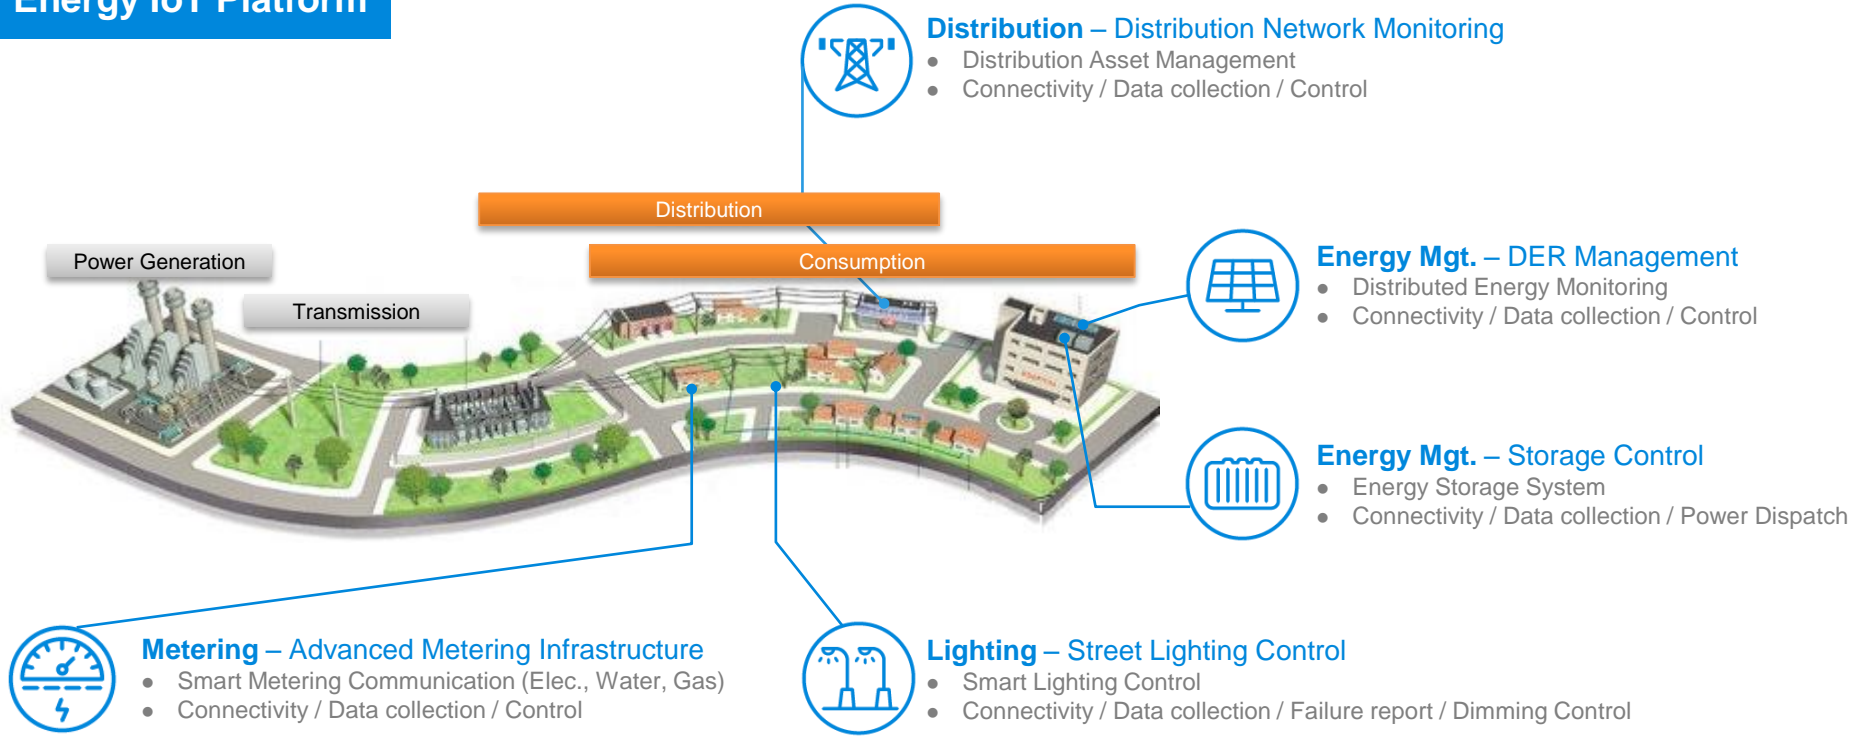 Energy IoT Platform
Distribution – Distribution Network Monitoring
● Distribution Asset Management
● Connectivity / Data collection / Control
Distribution
Power Generation
Consumption
Transmission
Energy Mgt. – DER Management
● Distributed Energy Monitoring
● Connectivity / Data collection / Control
Energy Mgt. – Storage Control
● Energy Storage System
● Connectivity / Data collection / Power Dispatch
Metering – Advanced Metering Infrastructure
● Smart Metering Communication (Elec., Water, Gas)
● Connectivity / Data collection / Control
Lighting – Street Lighting Control
● Smart Lighting Control
● Connectivity / Data collection / Failure report / Dimming Control